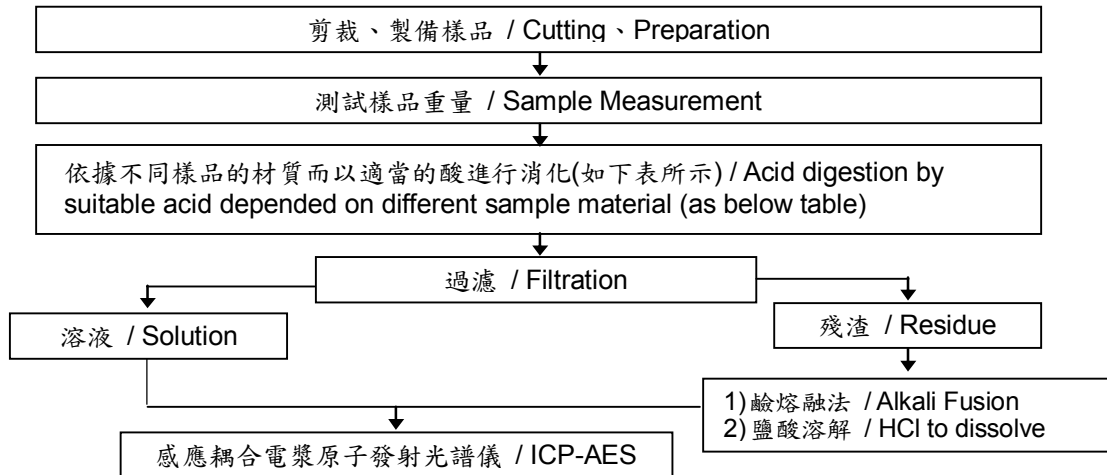 剪裁、製備樣品 / Cutting、Preparation
測試樣品重量 / Sample Measurement
依據不同樣品的材質而以適當的酸進行消化(如下表所示) / Acid digestion by
suitable acid depended on different sample material (as below table)
過濾 / Filtration
溶液 / Solution
殘渣 / Residue
1)鹼熔融法 / Alkali Fusion
2)鹽酸溶解 / HCl to dissolve
感應耦合電漿原子發射光譜儀 / ICP-AES